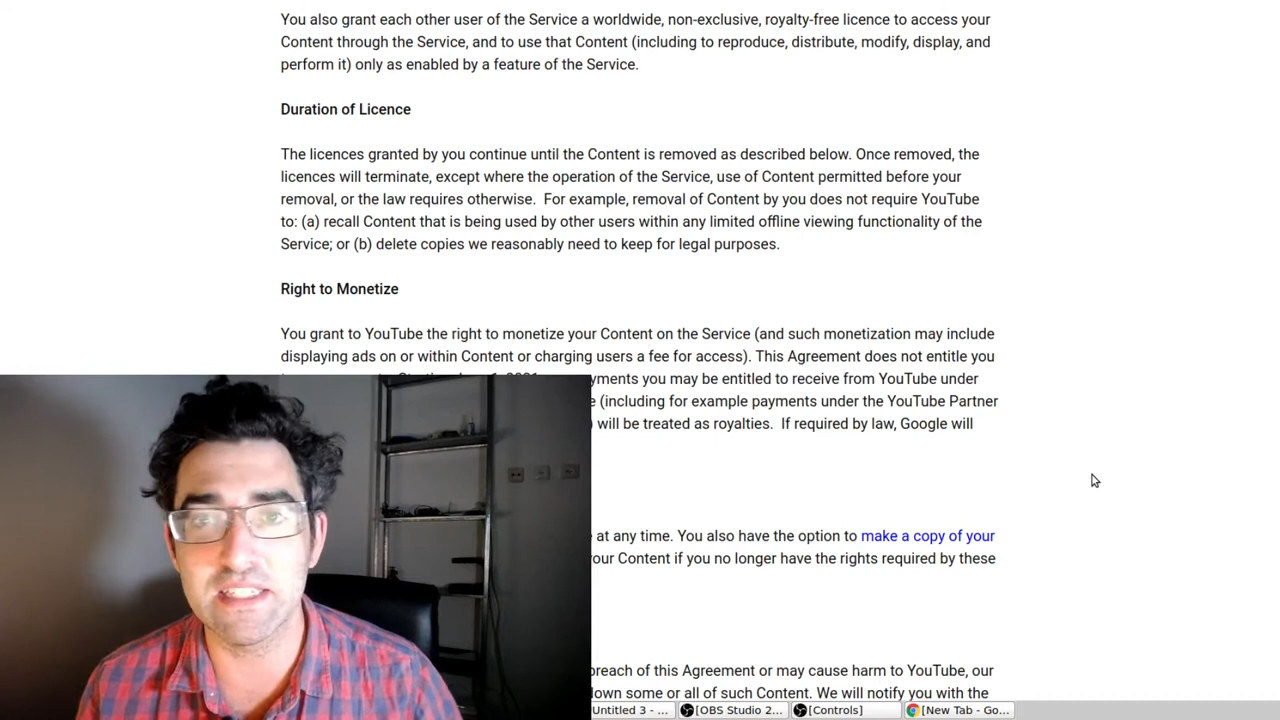 You also grant each other user of the Service a worldwide, non-exclusive, royalty-free licence to access your
Content through the Service, and to use that Content (including to reproduce, distribute, modify, display, and
perform it) only as enabled by a feature of the Service.
Duration of Licence
The licences granted by you continue until the Content is removed as described below. Once removed, the
licences will terminate, except where the operation of the Service, use of Content permitted before your
removal, or the law requires otherwise.  For example, removal of Content by you does not require YouTube
to: (a) recall Content that is being used by other users within any limited offline viewing functionality of the
Service; or (b) delete copies we reasonably need to keep for legal purposes.
Right to Monetize
You grant to YouTube the right to monetize your Content on the Service (and such monetization may include
displaying ads on or within Content or charging users a fee for access). This Agreement does not entitle you
you may be entitled to receive from YouTube under
(including for example payments under the YouTube Partner
) will be treated as royalties.  If required by law, Google will
at any time. You also have the option to make a copy of your
your Content if you no longer have the rights required by these
breach of this Agreement or may cause harm to YouTube, our
down some or all of such Content. We will notify you with the
Untitled 3 - ... [OBS Studio 2... [Controls] [New Tab - Go...